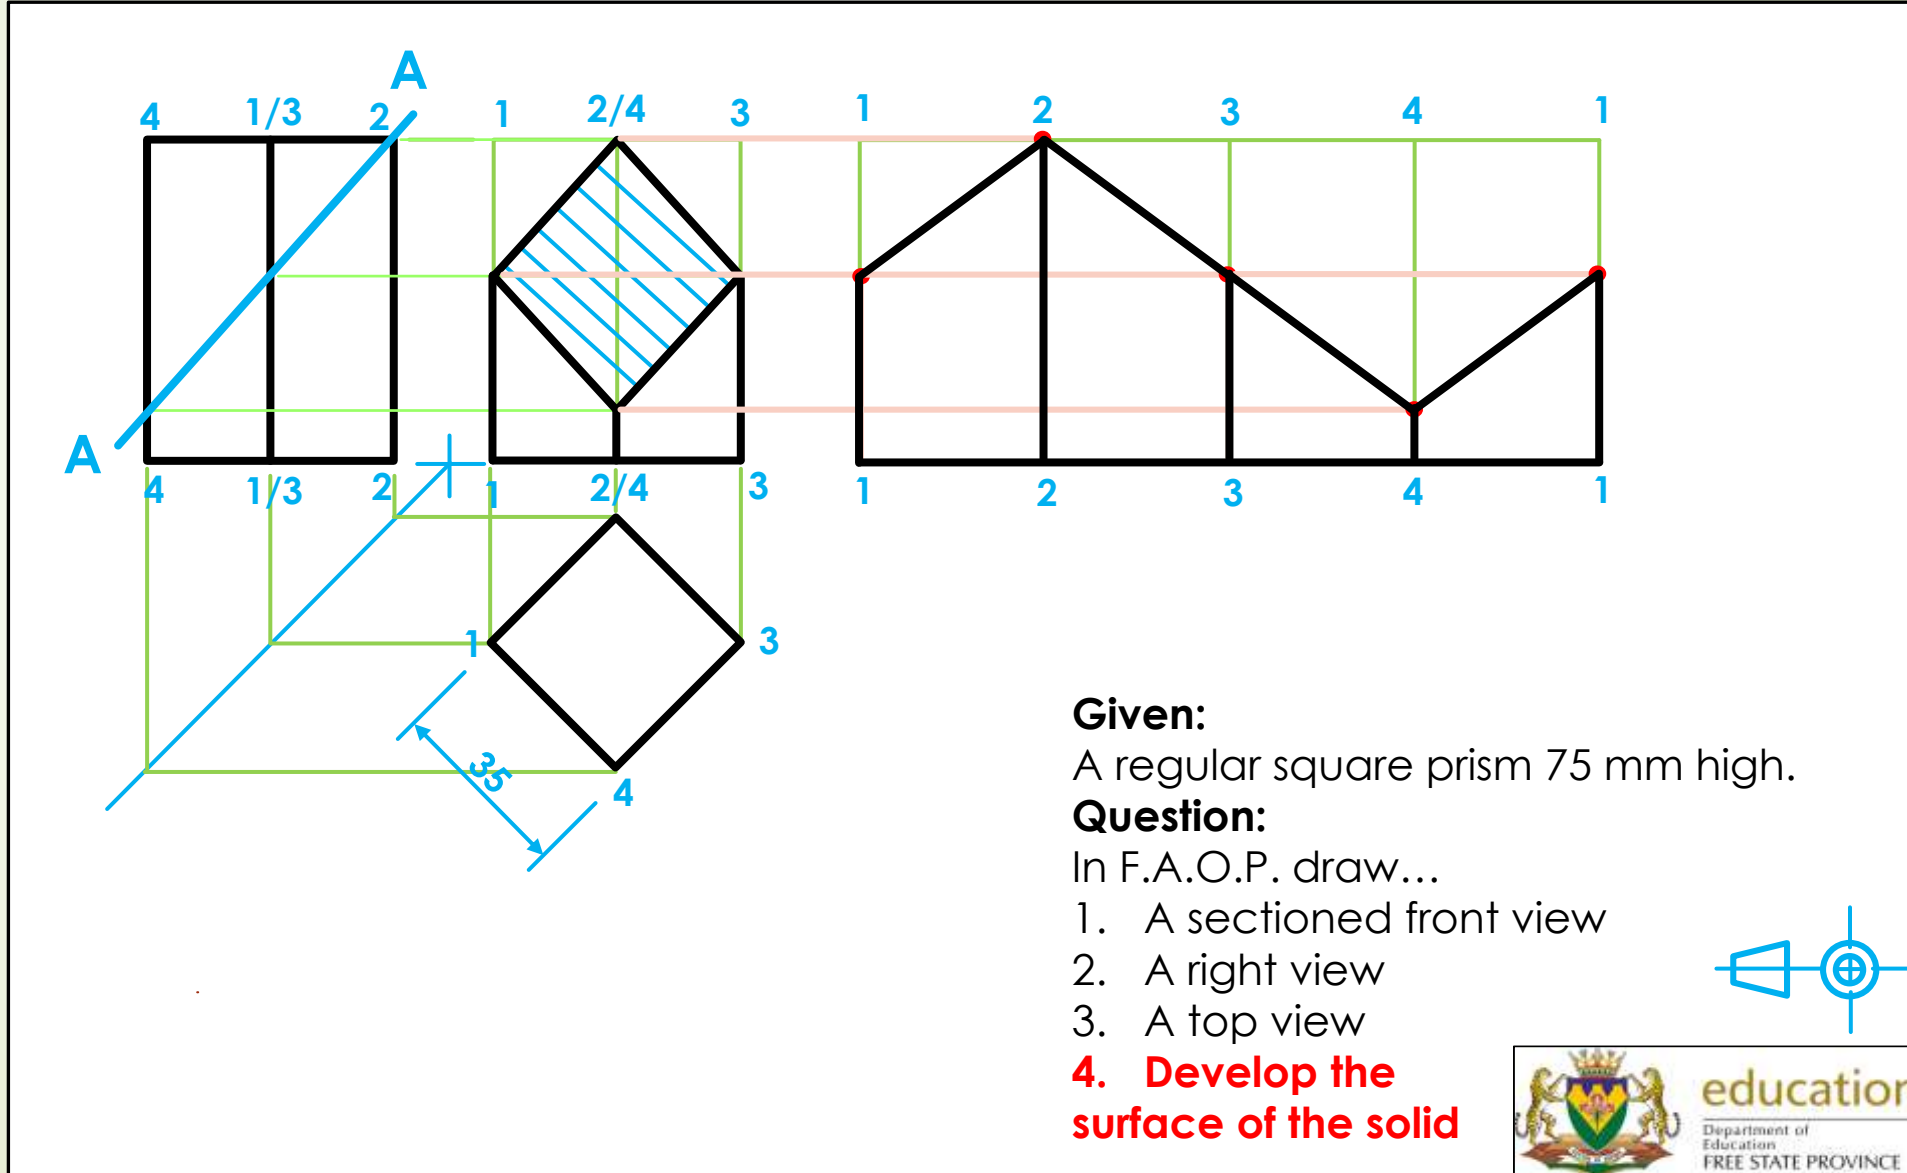 A
4 1/3 2 1 2/4 3 1 2 3 4 1
A
4 1/3 2 1 2/4 3 1 2 3 4 1
1 3
35
4
Given:
A regular square prism 75 mm high.
Question:
In F.A.O.P. draw…
1. A sectioned front view
2. A right view
3. A top view
4. Develop the
surface of the solid
education
Department of
Education
FREE STATE PROVINCE